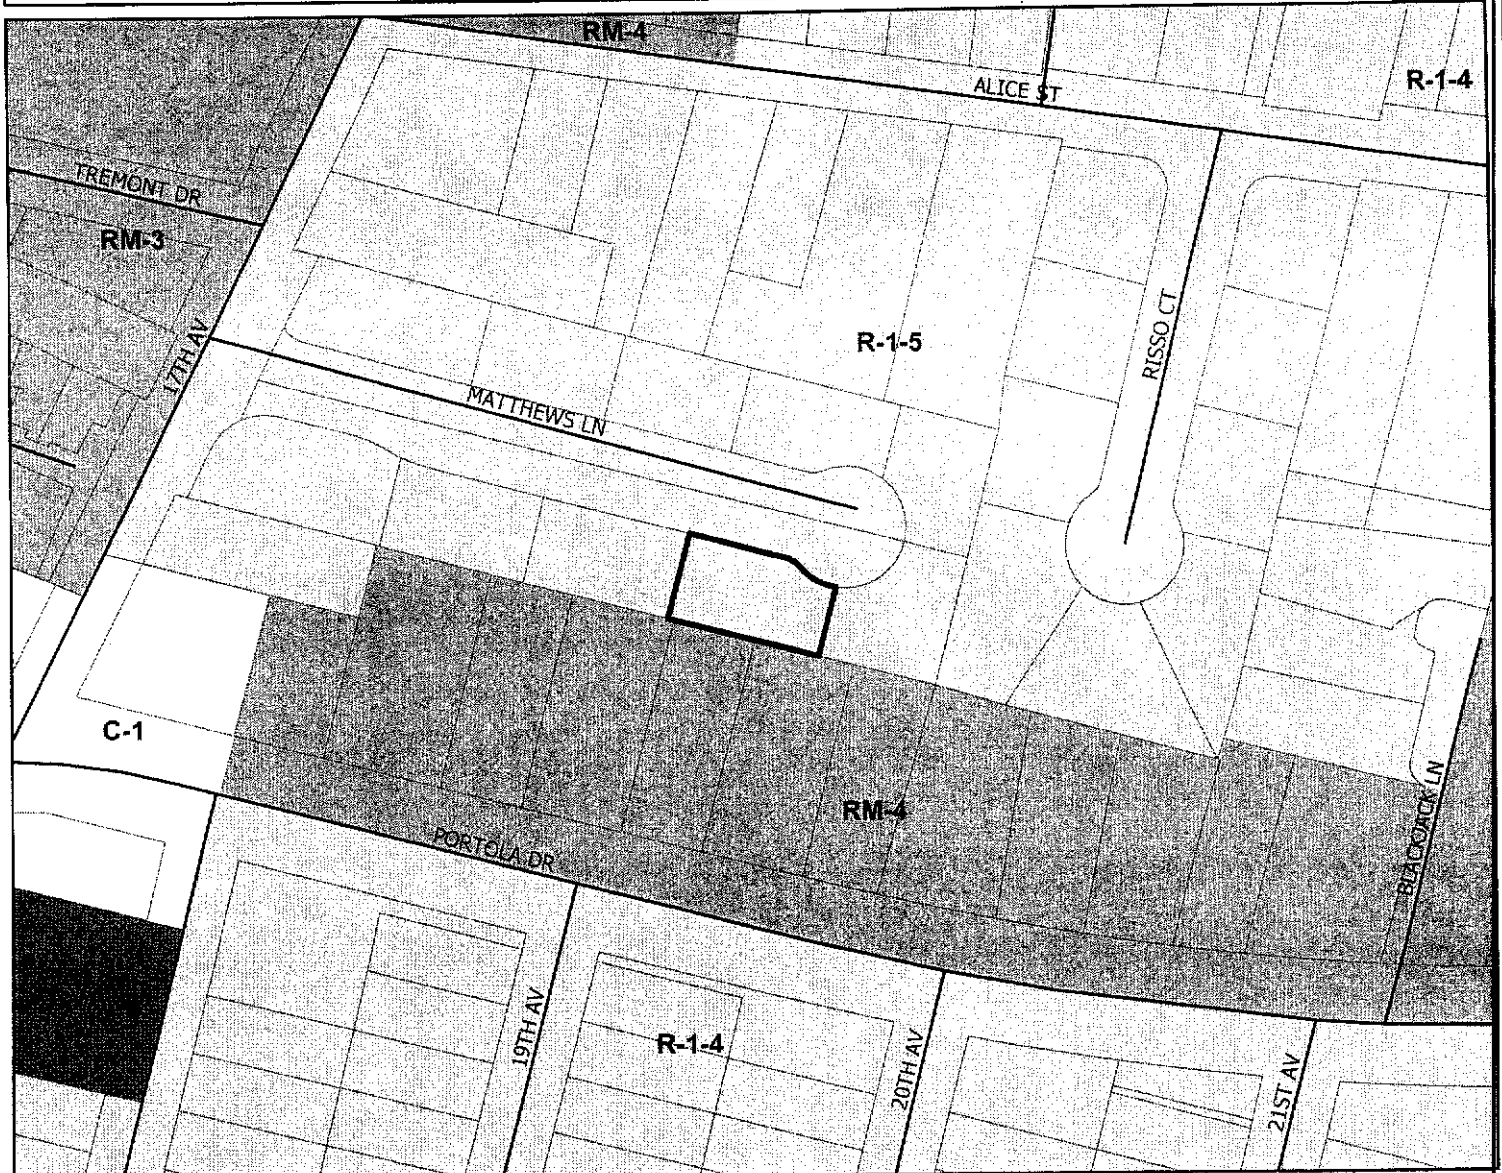 RM-4
ALICE ST
R-1-4
TREMONT DR
RM-3
17TH AV
R-1-5
RISSO CT
MATTHEWS LN
C-1
RM-4
BLACKJACK LN
PORTOLA DR
19TH AV
R-1-4
20TH AV
21ST AV